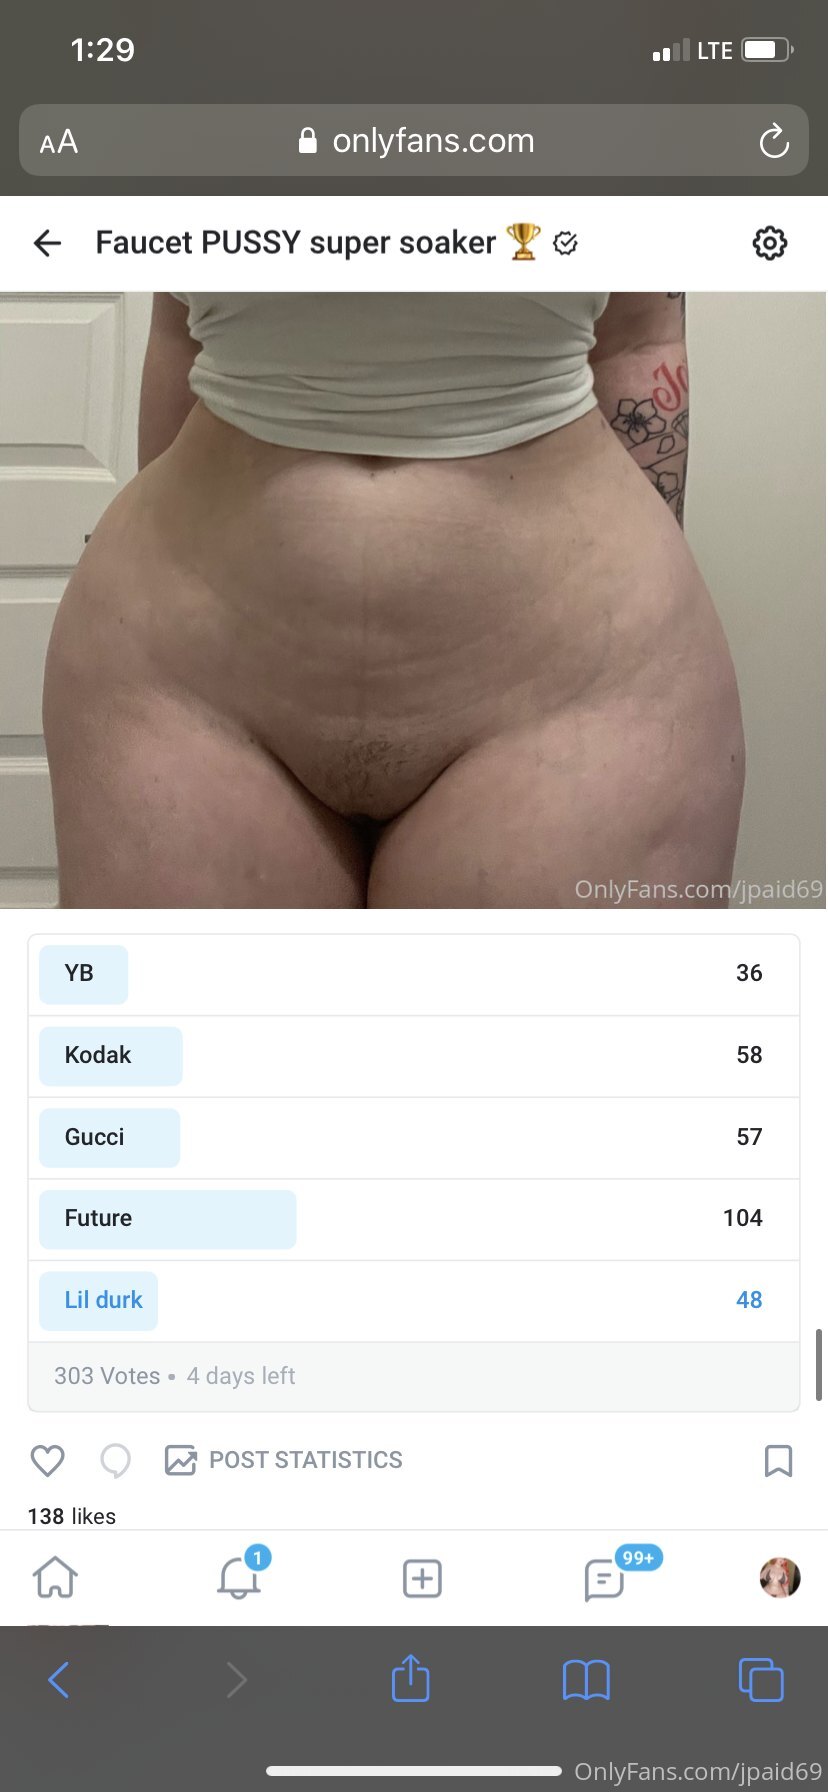 1:29
LTE
AA
onlyfans.com
Faucet PUSSY super soaker 🏆
OnlyFans.com/jpaid69
YB 36
Kodak 58
Gucci 57
Future 104
Lil durk 48
303 Votes • 4 days left
POST STATISTICS
138 likes
1
99+
OnlyFans.com/jpaid69